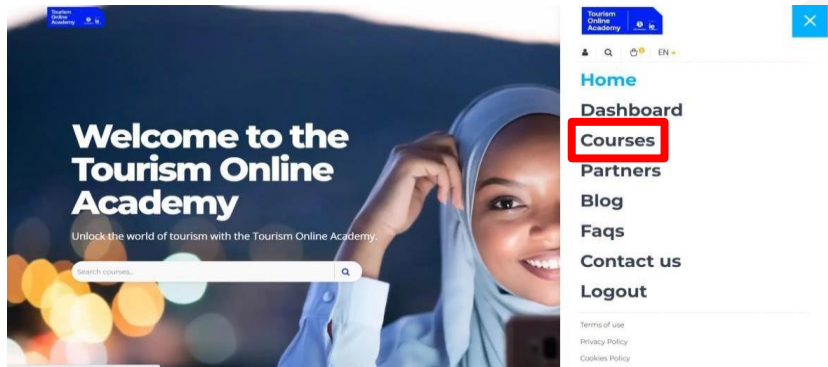 Tourism
Online
Academy
Welcome to the
Tourism Online
Academy
Unlock the world of tourism with the Tourism Online Academy.
Search courses...
Tourism
Online
Academy
EN
Home
Dashboard
Courses
Partners
Blog
Faqs
Contact us
Logout
Terms of use
Privacy Policy
Cookies Policy